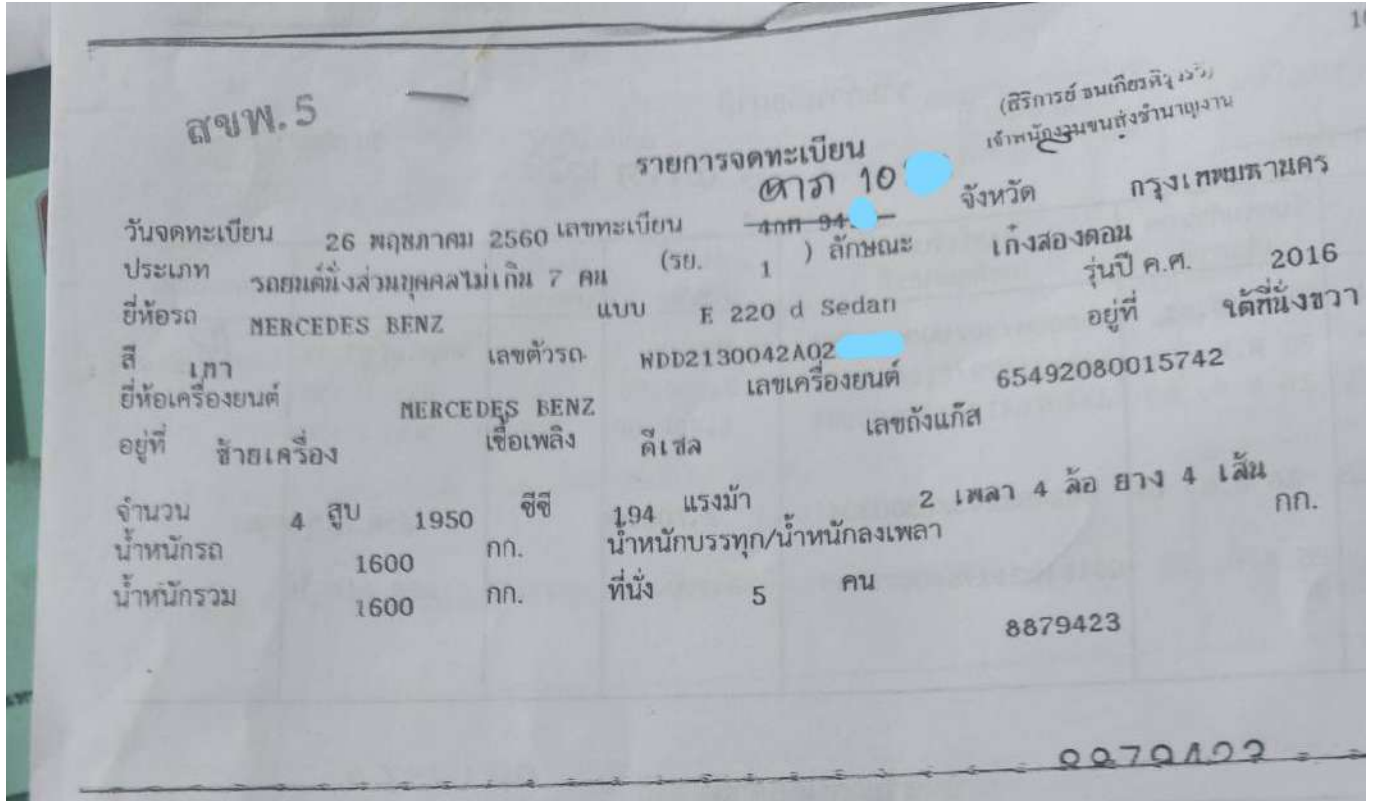 10
สขพ.5
(สิริการย์
เจ้าพนักงานขนส่งชำนาญงาน
รายการจดทะเบียน
10
วันจดทะเบียน 26 พฤษภาคม 2560 เลขทะเบียน 4กก 94 จังหวัด กรุงเทพมหานคร
ประเภท รถยนต์นั่งส่วนบุคคลไม่เกิน 7 คน (รย. 1 ) ลักษณะ เก๋งสองตอน
ยี่ห้อรถ MERCEDES BENZ แบบ E 220 d Sedan รุ่นปี ค.ศ. 2016
สี เทา เลขตัวรถ WDD2130042A02 อยู่ที่ ใต้ที่นั่งขวา
ยี่ห้อเครื่องยนต์ MERCEDES BENZ เลขเครื่องยนต์ 65492080015742
อยู่ที่ ซ้ายเครื่อง เชื้อเพลิง ดีเซล เลขถังแก๊ส
จำนวน 4 สูบ 1950 ซีซี 194 แรงม้า 2 เพลา 4 ล้อ ยาง 4 เส้น
น้ำหนักรถ 1600 กก. น้ำหนักบรรทุก/น้ำหนักลงเพลา กก.
น้ำหนักรวม 1600 กก. ที่นั่ง 5 คน
8879423
8879423